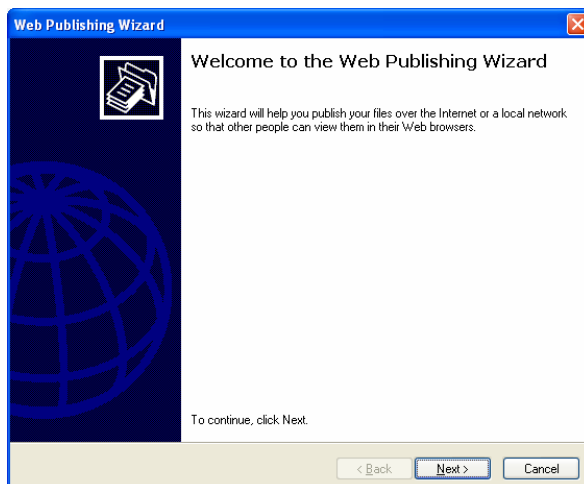 Web Publishing Wizard
Welcome to the Web Publishing Wizard
This wizard will help you publish your files over the Internet or a local network
so that other people can view them in their Web browsers.
To continue, click Next.
< Back Next > Cancel